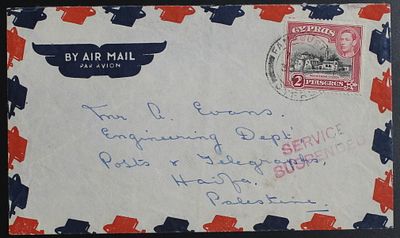 BY AIR MAIL
PAR AVION
CYPRUS
2
PIASTRES
SERVICE
SUSPENDED
Mr A. Evans.
Engineering Dept
Posts & Telegraphs
Haifa.
Palestine.